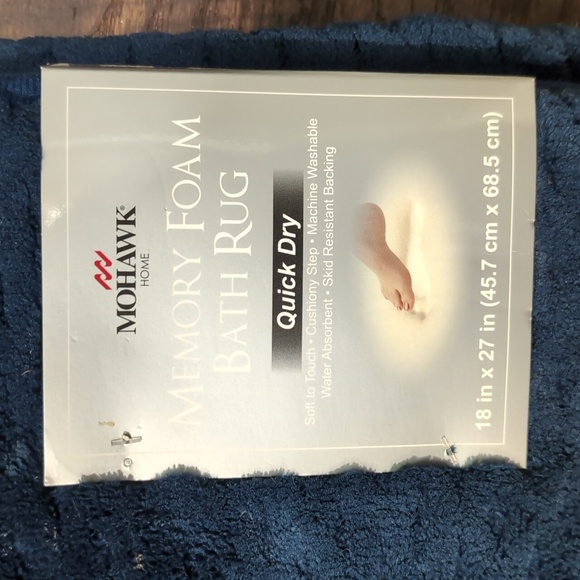 MOHAWK®
HOME
MEMORY FOAM
BATH RUG
Quick Dry
Soft to Touch • Cushiony Step • Machine Washable
Water Absorbent • Skid Resistant Backing
18 in x 27 in (45.7 cm x 68.5 cm)